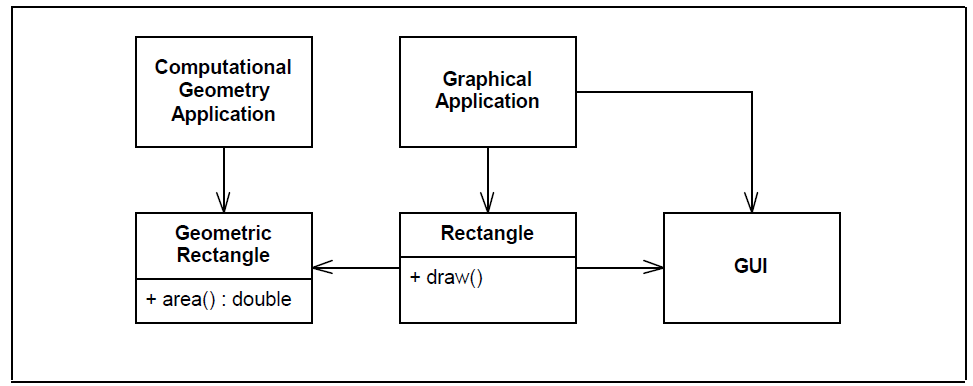 Computational
Geometry
Application
Graphical
Application
Geometric
Rectangle
+ area() : double
Rectangle
+ draw()
GUI